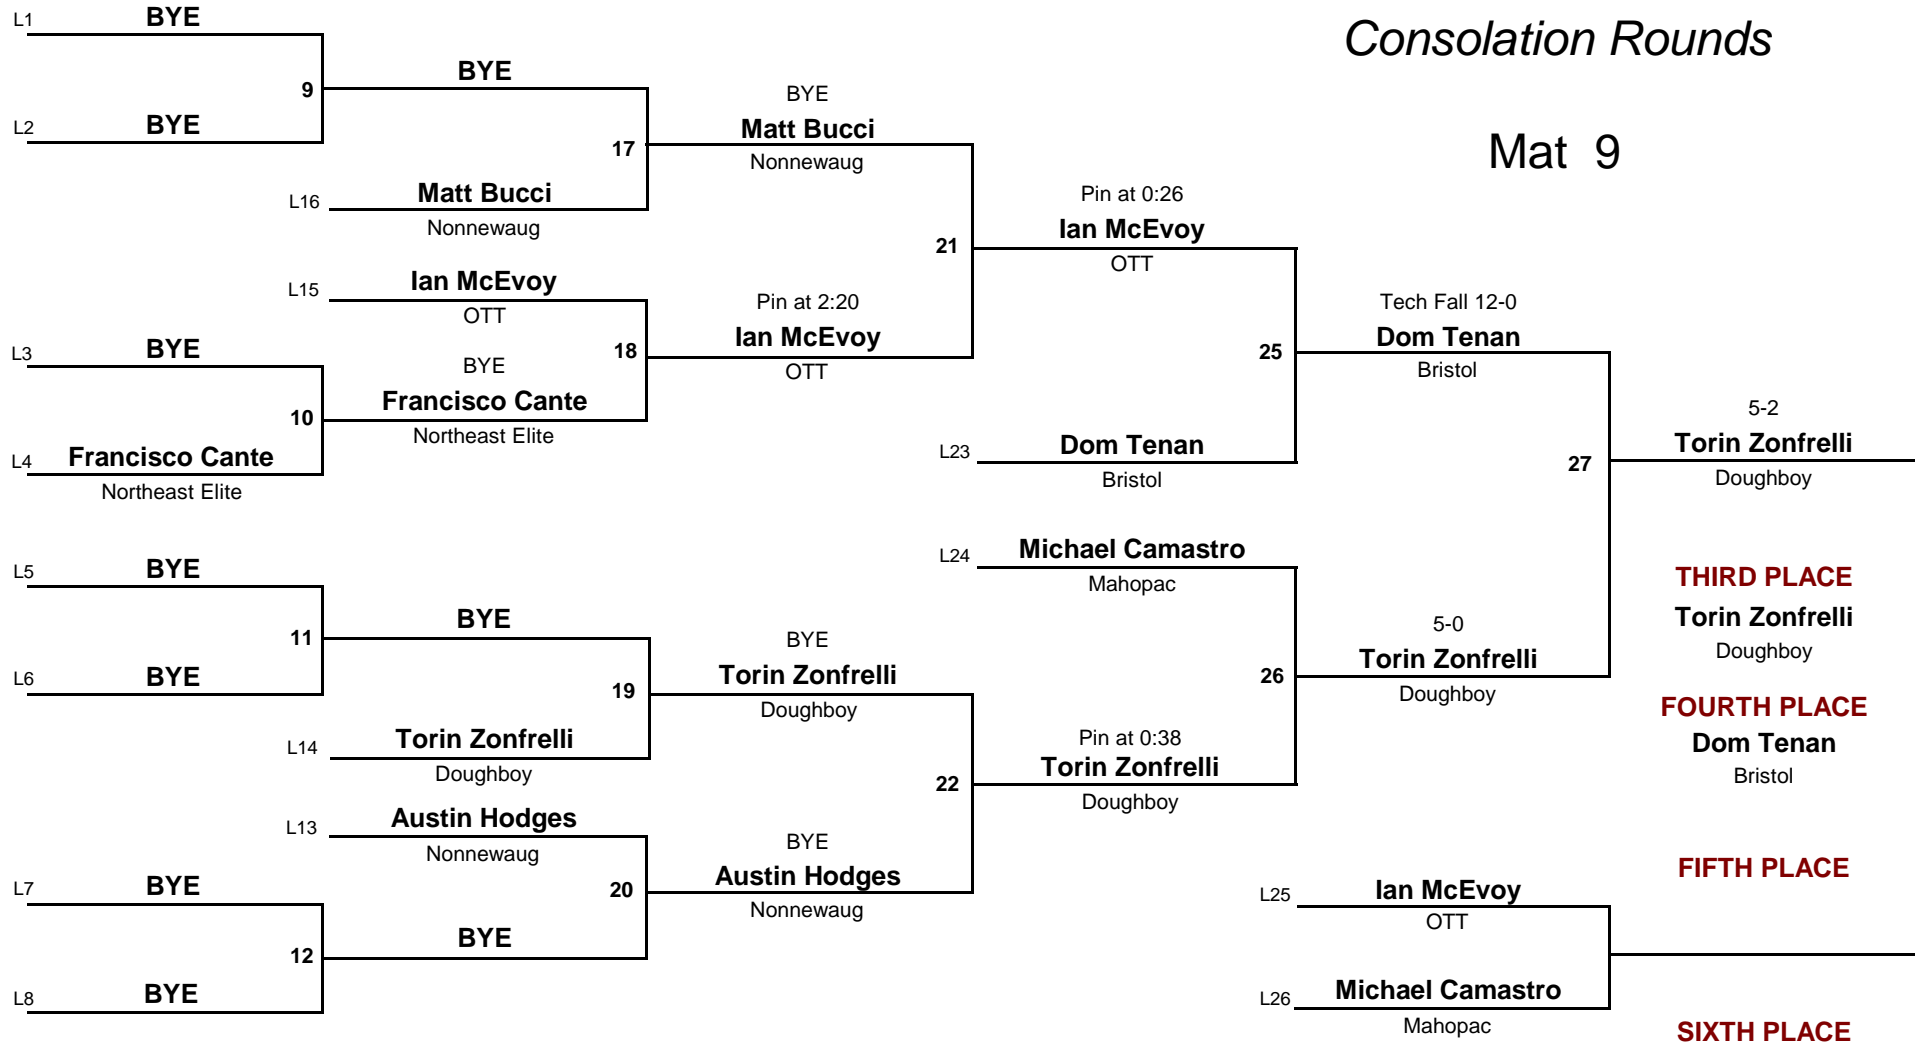 Consolation Rounds
Mat 9
L1 BYE
9
L2 BYE
BYE
17
L16 Matt Bucci
Nonnewaug
BYE
Matt Bucci
Nonnewaug
L15 Ian McEvoy
OTT
L3 BYE
10
L4 Francisco Cante
Northeast Elite
BYE
Francisco Cante
Northeast Elite
18
Pin at 2:20
Ian McEvoy
OTT
21
Pin at 0:26
Ian McEvoy
OTT
25
L23 Dom Tenan
Bristol
Tech Fall 12-0
Dom Tenan
Bristol
27
5-2
Torin Zonfrelli
Doughboy
L5 BYE
11
L6 BYE
BYE
19
L14 Torin Zonfrelli
Doughboy
BYE
Torin Zonfrelli
Doughboy
L13 Austin Hodges
Nonnewaug
L7 BYE
12
L8 BYE
BYE
20
BYE
Austin Hodges
Nonnewaug
22
L24 Michael Camastro
Mahopac
26
Pin at 0:38
Torin Zonfrelli
Doughboy
5-0
Torin Zonfrelli
Doughboy
THIRD PLACE
Torin Zonfrelli
Doughboy
FOURTH PLACE
Dom Tenan
Bristol
L25 Ian McEvoy
OTT
L26 Michael Camastro
Mahopac
FIFTH PLACE
SIXTH PLACE